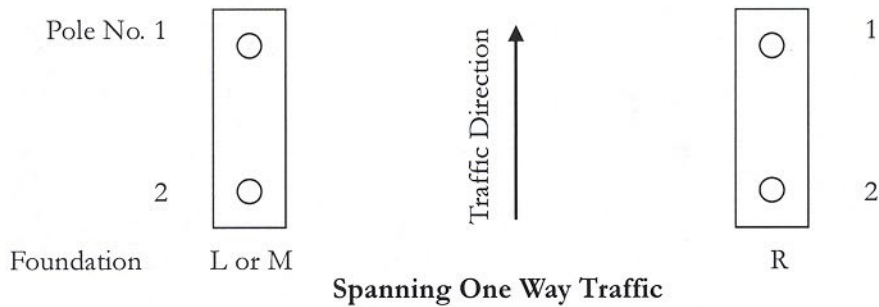 Pole No. 1
1
Traffic Direction
2
2
Foundation L or M R
Spanning One Way Traffic